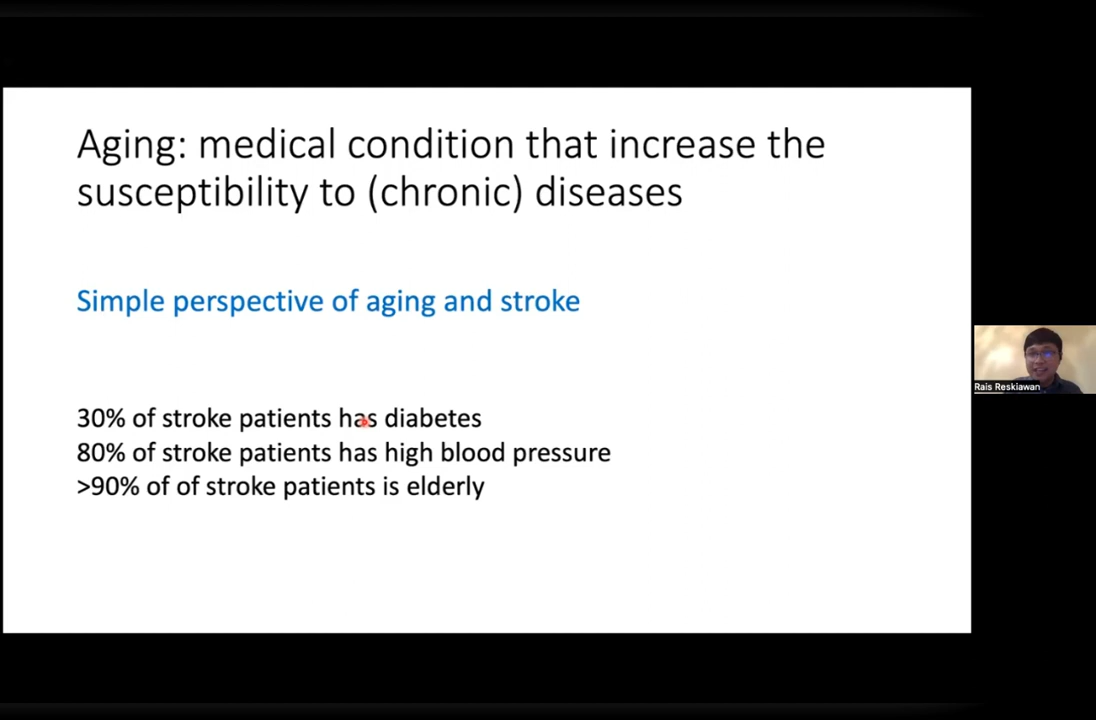 Aging: medical condition that increase the
susceptibility to (chronic) diseases
Simple perspective of aging and stroke
30% of stroke patients has diabetes
80% of stroke patients has high blood pressure
>90% of of stroke patients is elderly
Rais Reskiawan